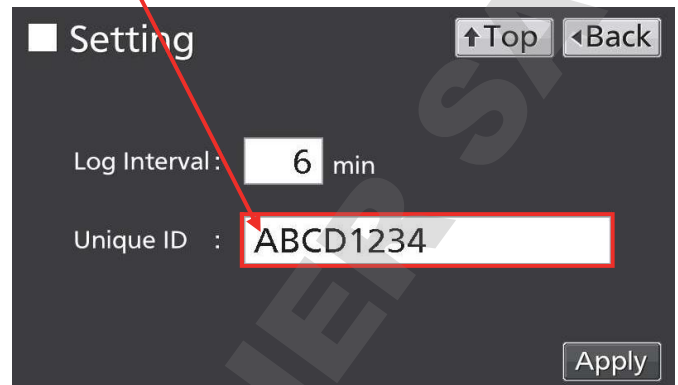 ■ Setting
↑Top ◂Back
Log Interval: 6 min
Unique ID : ABCD1234
Apply